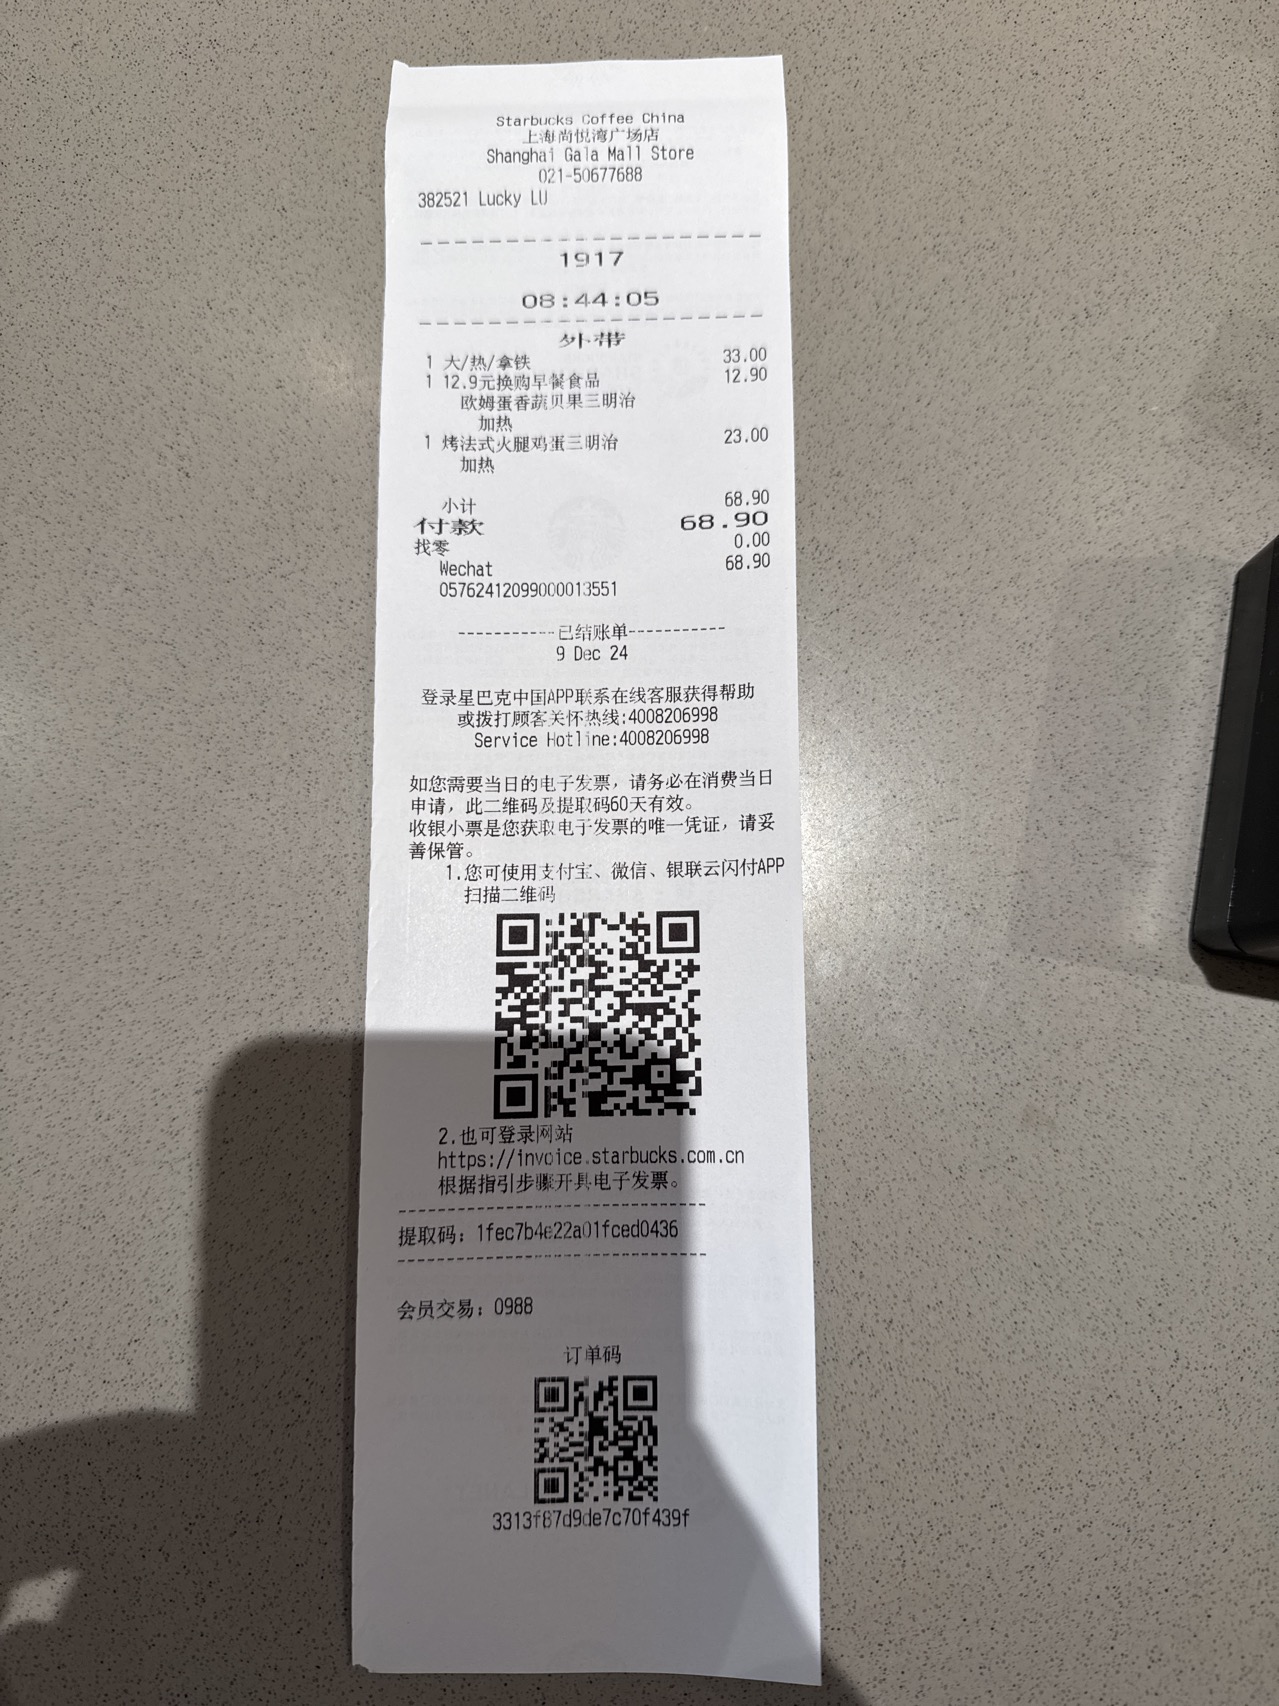 Starbucks Coffee China
上海尚悦湾广场店
Shanghai Gala Mall Store
021-50677688
382521 Lucky LU
1917
08:44:05
外带
1 大/热/拿铁 33.00
1 12.9元换购早餐食品 12.90
欧姆蛋香蔬贝果三明治
加热
1 烤法式火腿鸡蛋三明治 23.00
加热
小计 68.90
付款 68.90
找零 0.00
Wechat 68.90
05762412099000013551
-----------已结账单-----------
9 Dec 24
登录星巴克中国APP联系在线客服获得帮助
或拨打顾客关怀热线:4008206998
Service Hotline:4008206998
如您需要当日的电子发票，请务必在消费当日
申请，此二维码及提取码60天有效。
收银小票是您获取电子发票的唯一凭证，请妥
善保管。
1.您可使用支付宝、微信、银联云闪付APP
扫描二维码
2.也可登录网站
https://invoice.starbucks.com.cn
根据指引步骤开具电子发票。
提取码：1fec7b4e22a01fced0436
会员交易：0988
订单码
3313f87d9de7c70f439f